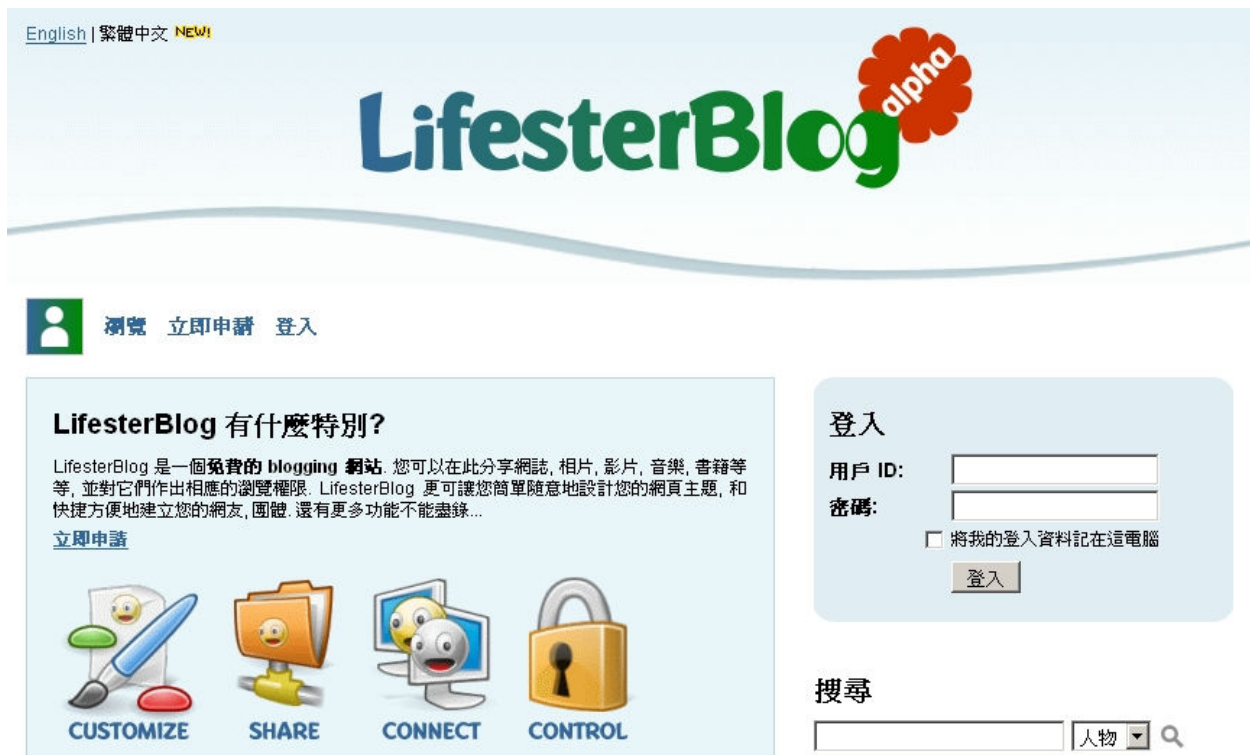 English | 繁體中文 NEW!
LifesterBlog alpha
瀏覽 立即申請 登入
LifesterBlog 有什麼特別?
LifesterBlog 是一個免費的 blogging 網站. 您可以在此分享網誌, 相片, 影片, 音樂, 書籍等
等, 並對它們作出相應的瀏覽權限. LifesterBlog 更可讓您簡單隨意地設計您的網頁主題, 和
快捷方便地建立您的網友, 團體. 還有更多功能不能盡錄...
立即申請
CUSTOMIZE SHARE CONNECT CONTROL
登入
用戶 ID:
密碼:
將我的登入資料記在這電腦
登入
搜尋
人物